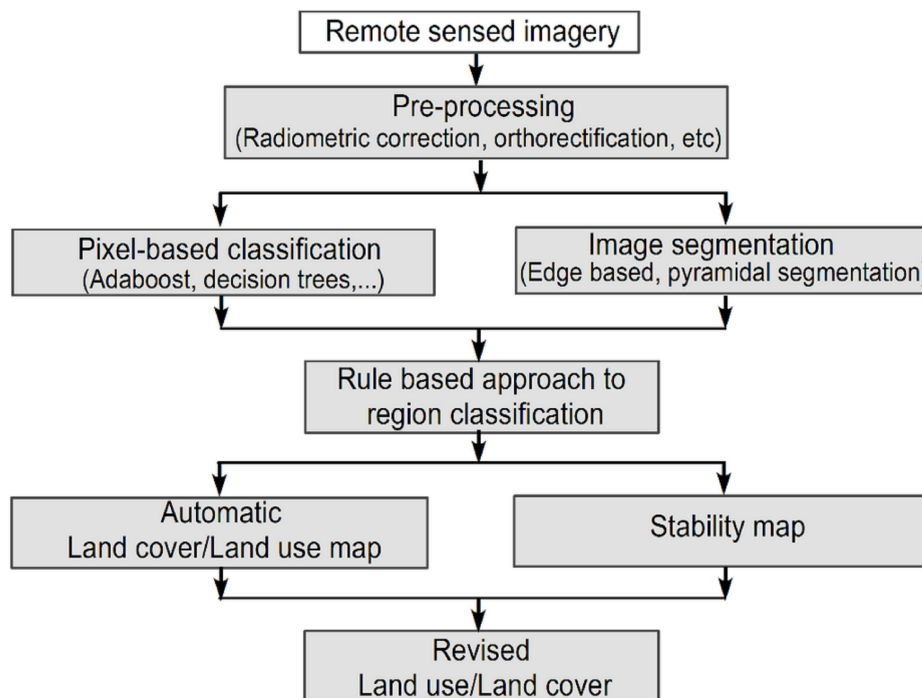 Remote sensed imagery
Pre-processing
(Radiometric correction, orthorectification, etc)
Pixel-based classification
(Adaboost, decision trees,...)
Image segmentation
(Edge based, pyramidal segmentation)
Rule based approach to
region classification
Automatic
Land cover/Land use map
Stability map
Revised
Land use/Land cover